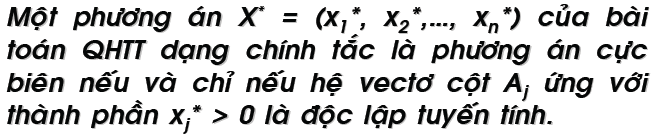 Một phương án X* = (x₁*, x₂*,..., xₙ*) của bài
toán QHTT dạng chính tắc là phương án cực
biên nếu và chỉ nếu hệ vectơ cột Aⱼ ứng với
thành phần xⱼ* > 0 là độc lập tuyến tính.